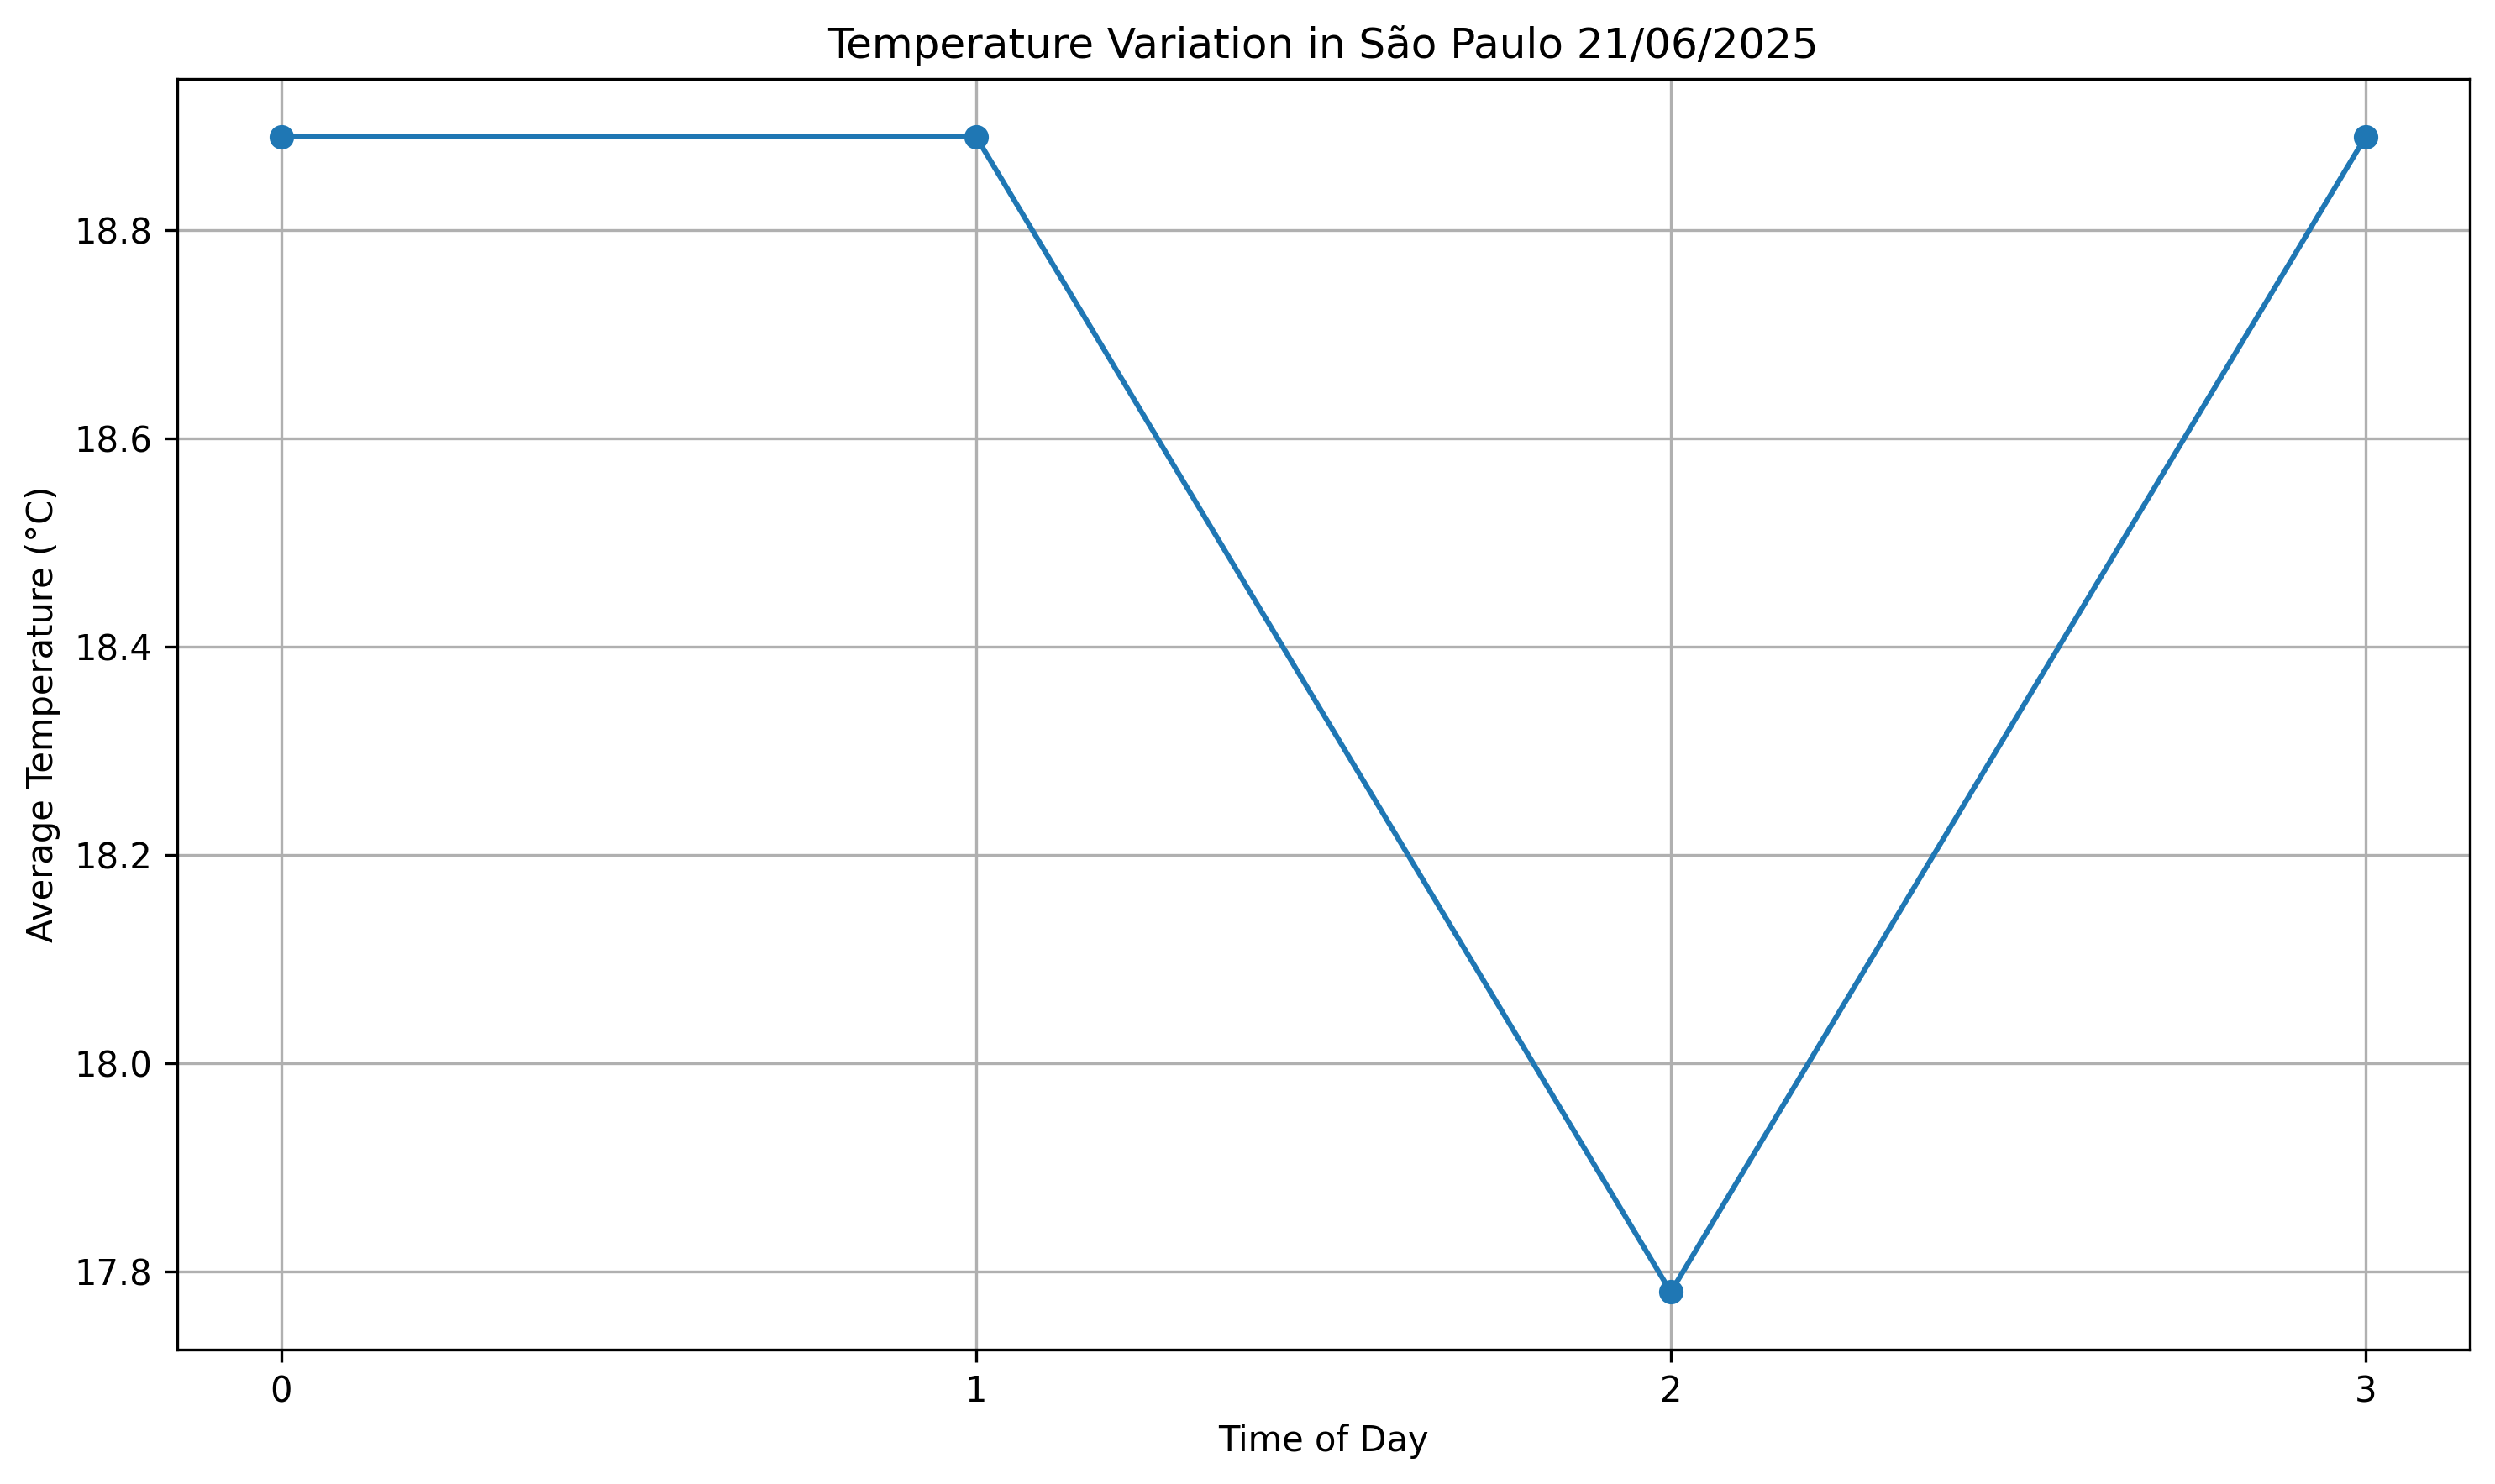 Temperature Variation in São Paulo 21/06/2025
Average Temperature (°C)
18.8
18.6
18.4
18.2
18.0
17.8
0 1 2 3
Time of Day